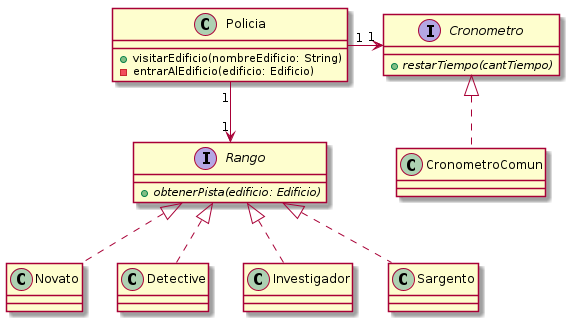 C Policia
visitarEdificio(nombreEdificio: String)
entrarAlEdificio(edificio: Edificio)
1 1
I Cronometro
restarTiempo(cantTiempo)
1
1
I Rango
obtenerPista(edificio: Edificio)
C CronometroComun
C Novato
C Detective
C Investigador
C Sargento